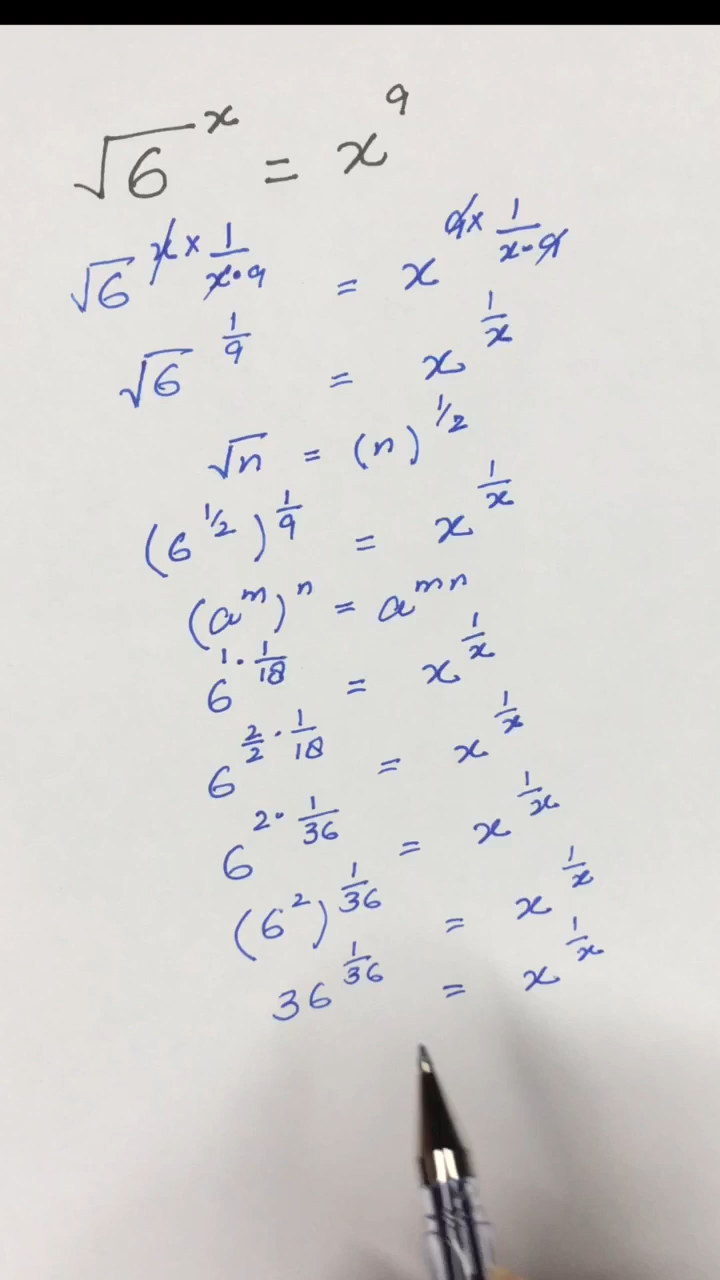 √6^x = x^9
√6^(x × 1/(x·9)) = x^(9 × 1/(x·9))
√6^(1/9) = x^(1/x)
√n = (n)^(1/2)
(6^(1/2))^(1/9) = x^(1/x)
(a^m)^n = a^(mn)
6^(1·1/18) = x^(1/x)
6^(2/2·1/18) = x^(1/x)
6^(2·1/36) = x^(1/x)
(6^2)^(1/36) = x^(1/x)
36^(1/36) = x^(1/x)